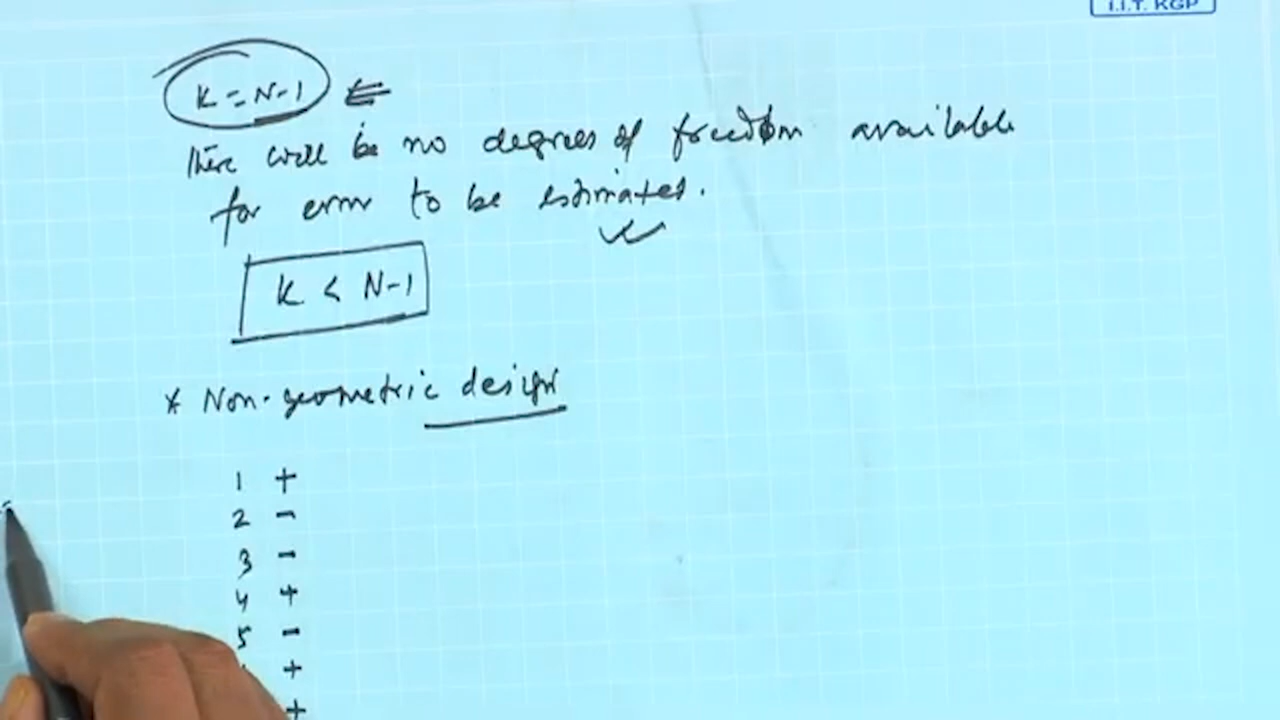 I.I.T. KGP
K = N-1
There will be no degrees of freedom available
for error to be estimated.
K < N-1
* Non-geometric design
1 +
2 -
3 -
4 +
5 -
+
+